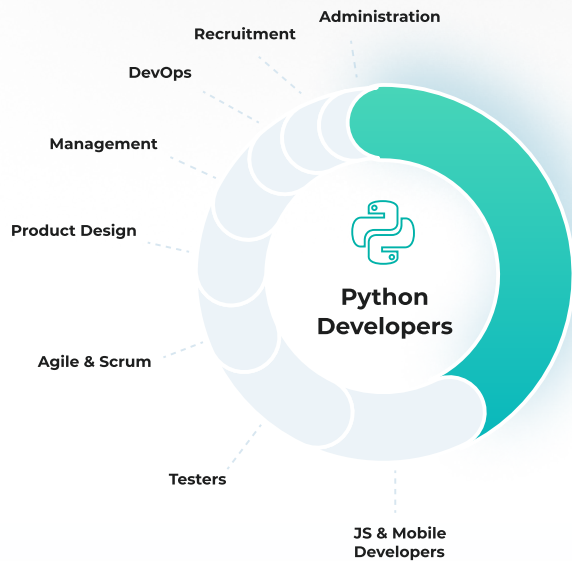 Administration
Recruitment
DevOps
Management
Product Design
Python
Developers
Agile & Scrum
Testers
JS & Mobile
Developers